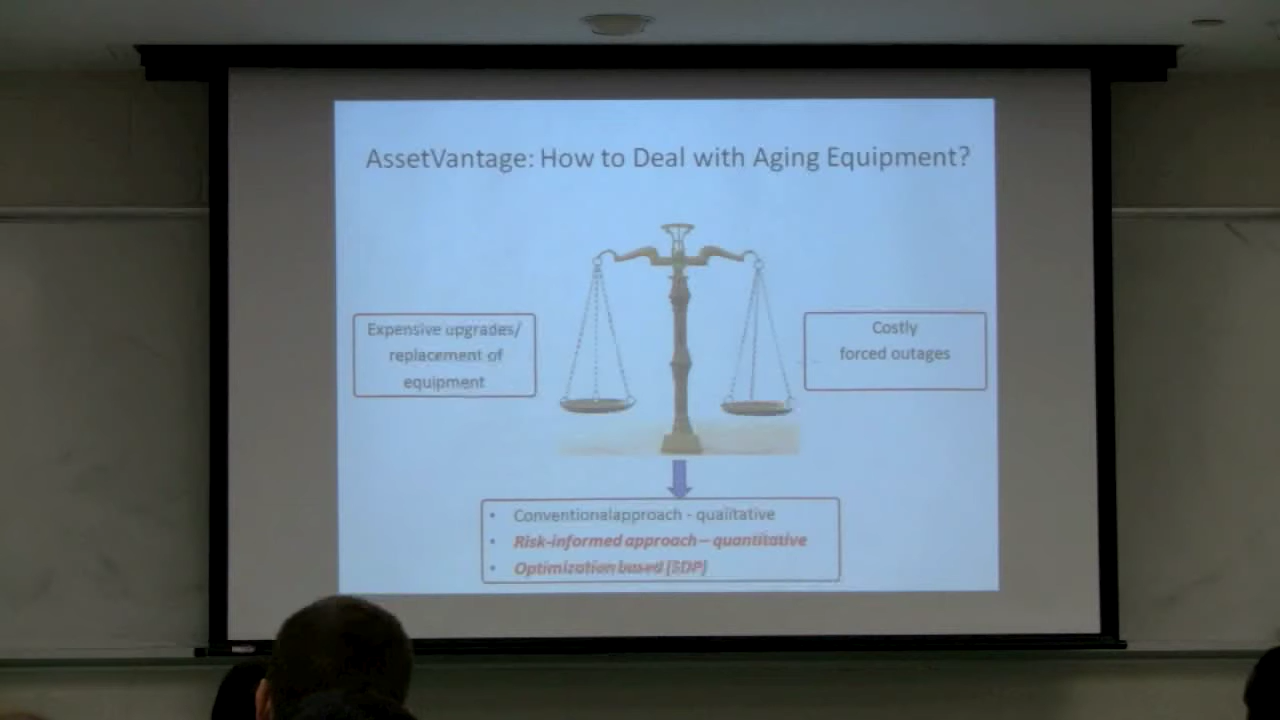 AssetVantage: How to Deal with Aging Equipment?
Expensive upgrades/
replacement of
equipment
Costly
forced outages
• Conventionalapproach - qualitative
• Risk-informed approach – quantitative
• Optimization based (SDP)